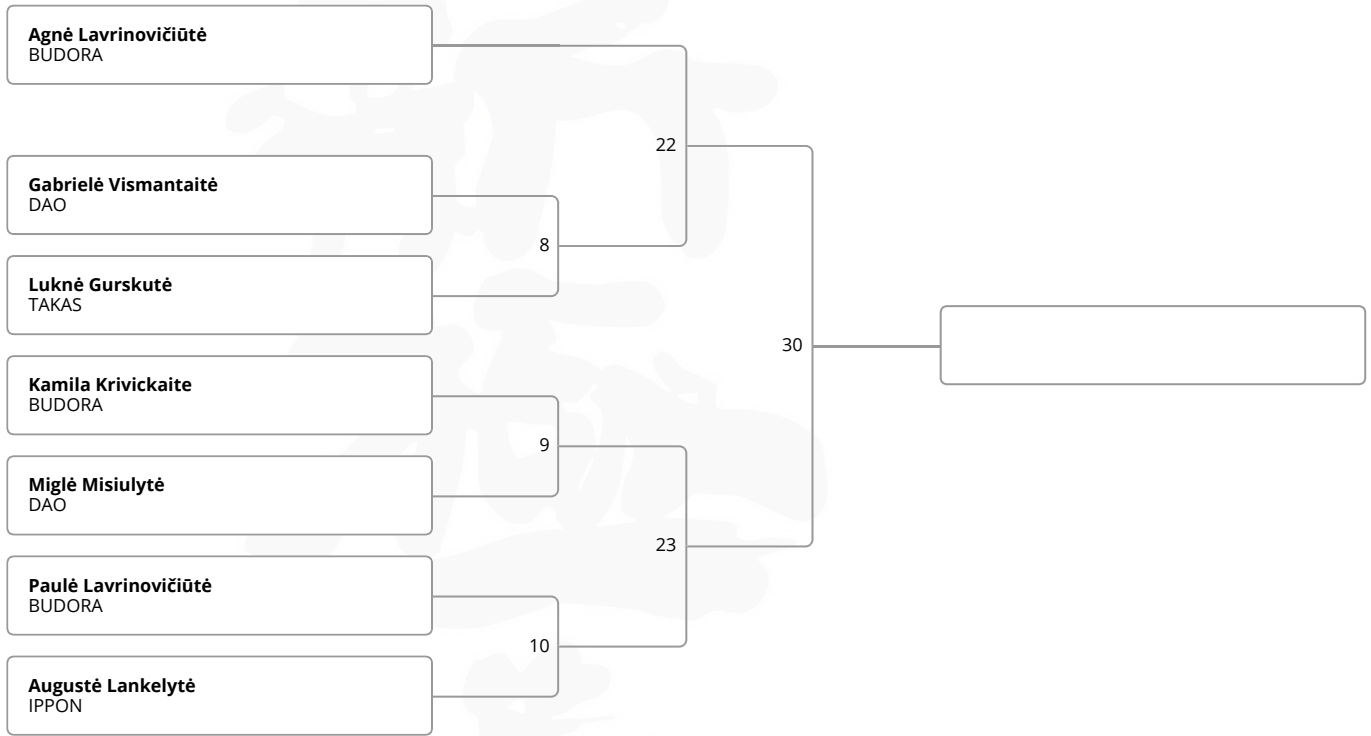 Agnė Lavrinovičiūtė
BUDORA
22
Gabrielė Vismantaitė
DAO
8
Luknė Gurskutė
TAKAS
30
Kamila Krivickaite
BUDORA
9
Miglė Misiulytė
DAO
23
Paulė Lavrinovičiūtė
BUDORA
10
Augustė Lankelytė
IPPON